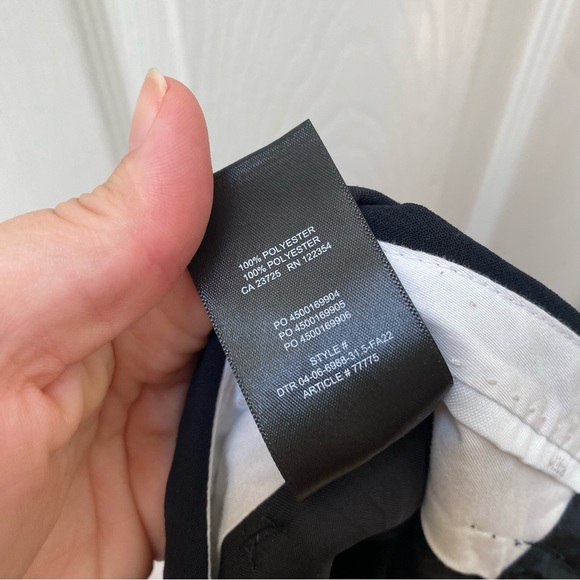 100% POLYESTER
100% POLYESTER
CA 23725 RN 122354
PO 4500169904
PO 4500169905
PO 4500169906
STYLE #
DTR 04-06-6968-31.5-FA22
ARTICLE # 77775